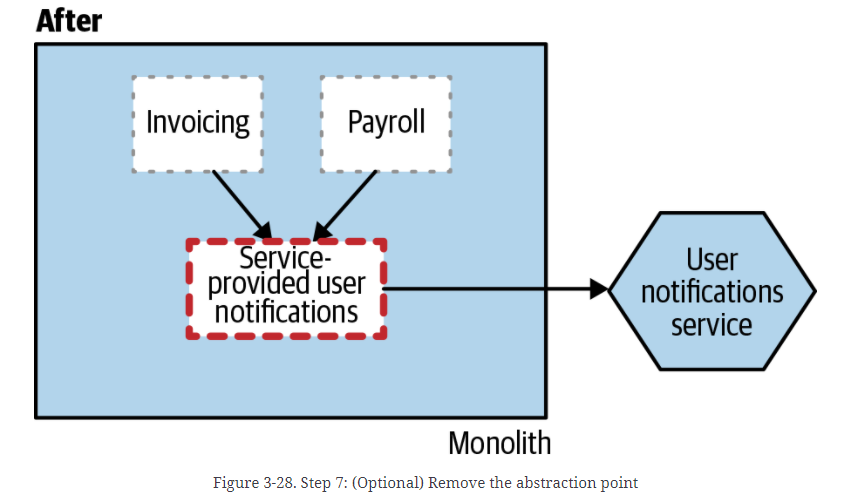 After
Invoicing
Payroll
Service-
provided user
notifications
User
notifications
service
Monolith
Figure 3-28. Step 7: (Optional) Remove the abstraction point